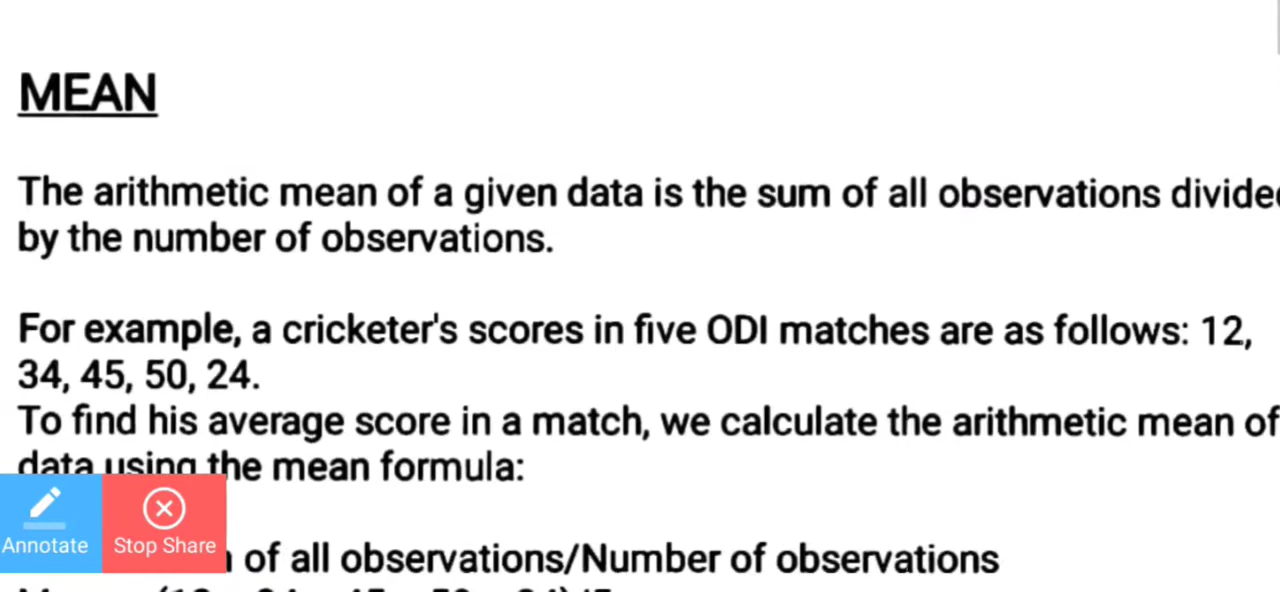 MEAN
The arithmetic mean of a given data is the sum of all observations divided
by the number of observations.
For example, a cricketer's scores in five ODI matches are as follows: 12,
34, 45, 50, 24.
To find his average score in a match, we calculate the arithmetic mean of
data using the mean formula:
Annotate
Stop Share
of all observations/Number of observations